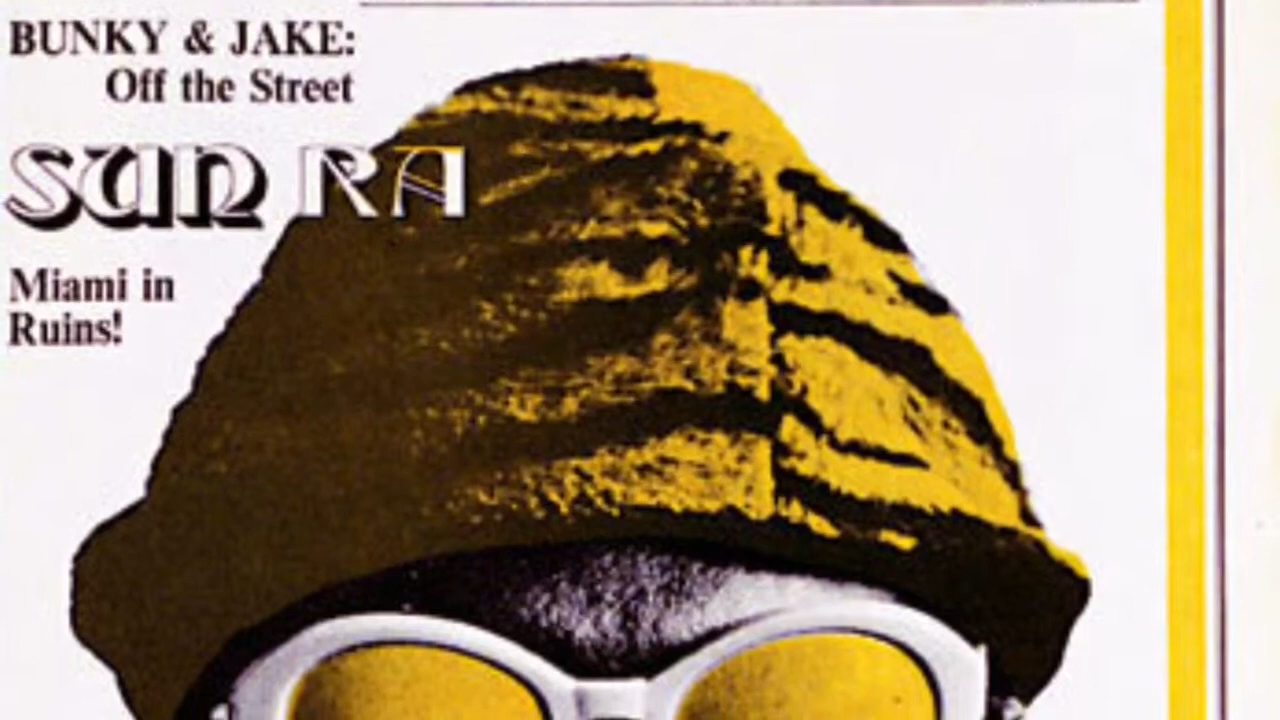 BUNKY & JAKE:
Off the Street
SUN RA
Miami in
Ruins!